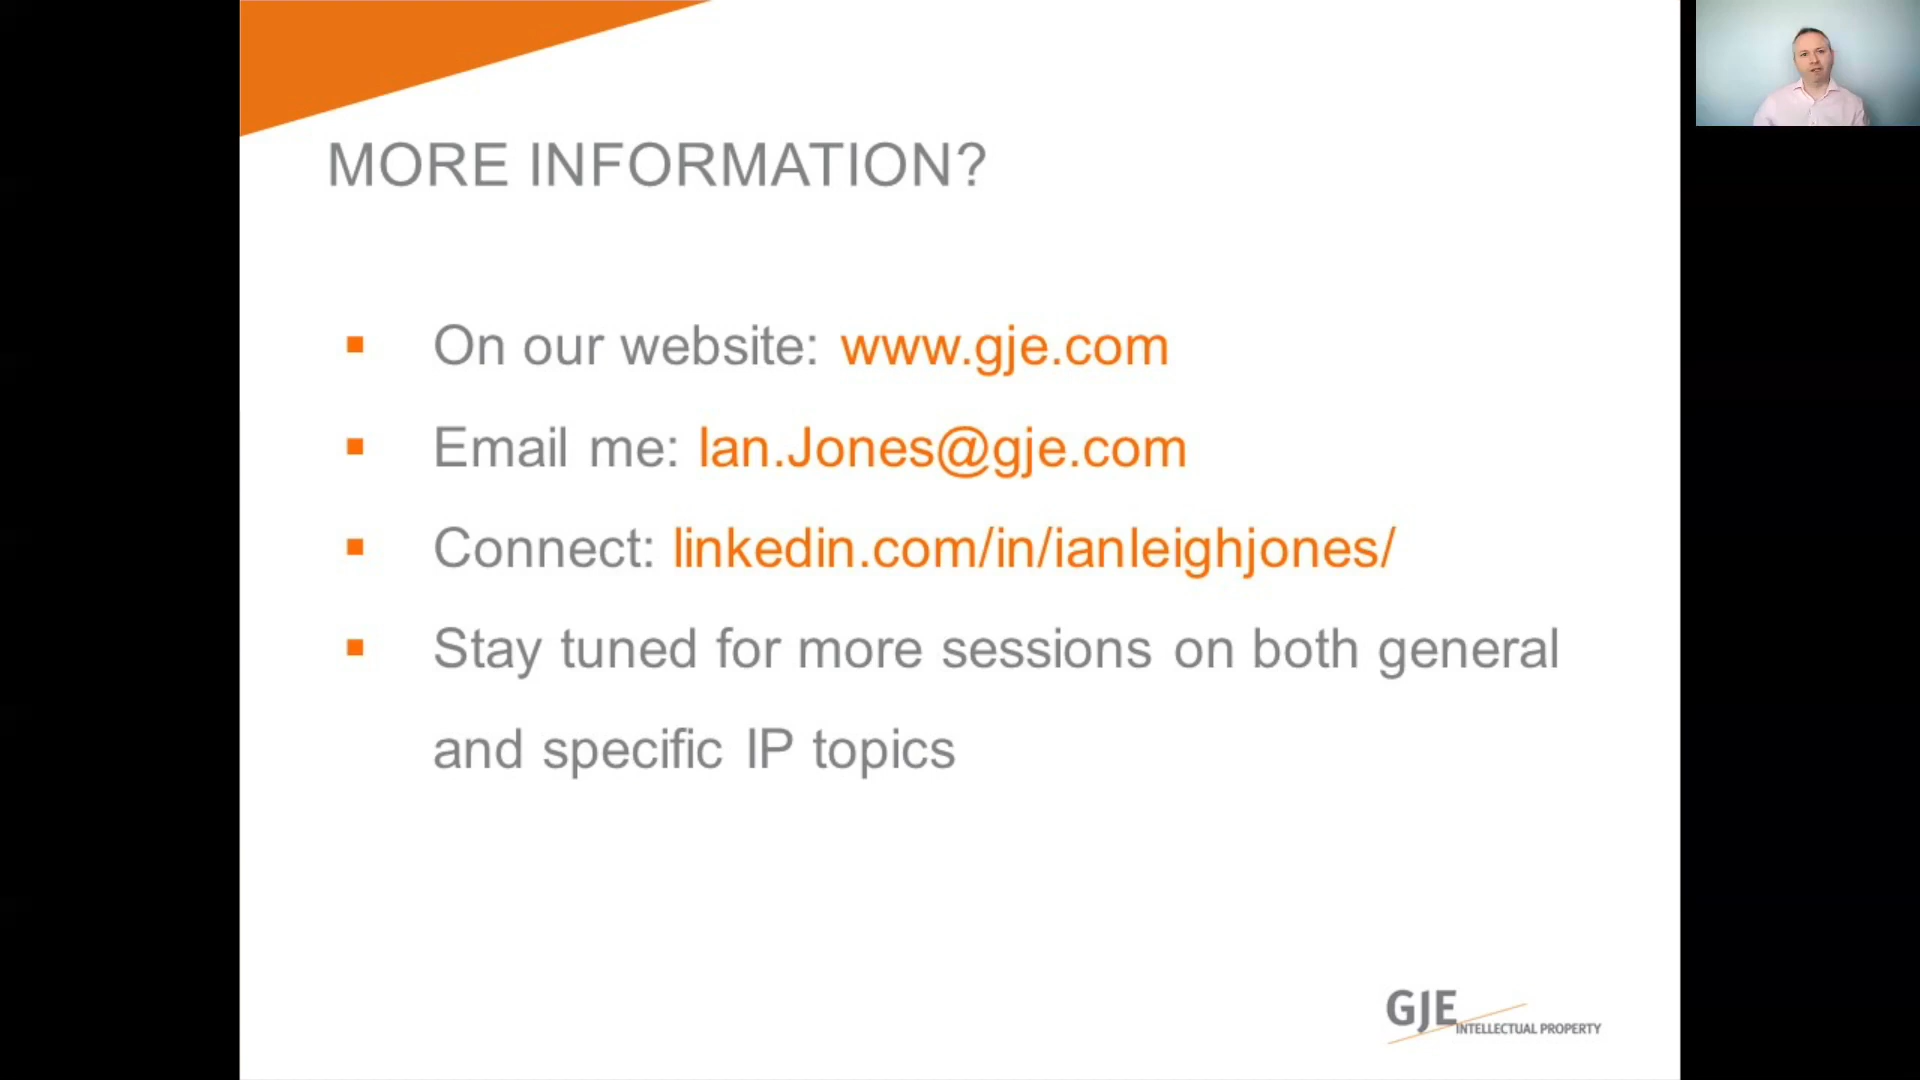 MORE INFORMATION?
On our website: www.gje.com
Email me: Ian.Jones@gje.com
Connect: linkedin.com/in/ianleighjones/
Stay tuned for more sessions on both general
and specific IP topics
GJE
INTELLECTUAL PROPERTY